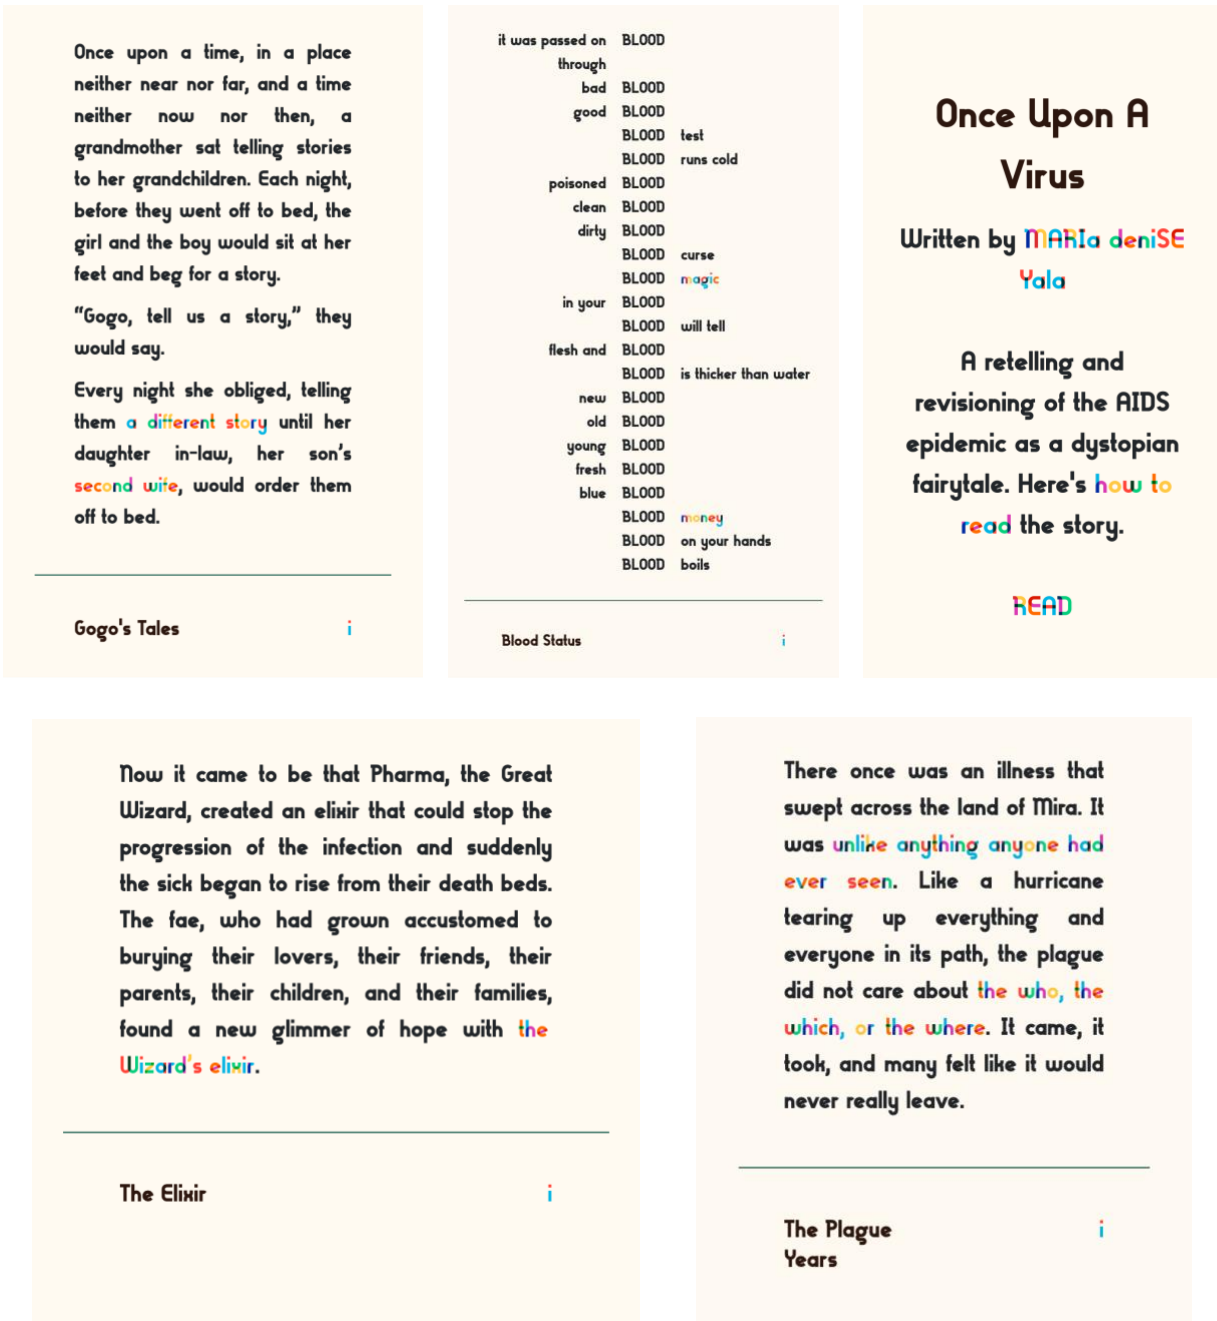 Once upon a time, in a place
neither near nor far, and a time
neither now nor then, a
grandmother sat telling stories
to her grandchildren. Each night,
before they went off to bed, the
girl and the boy would sit at her
feet and beg for a story.
“Gogo, tell us a story,” they
would say.
Every night she obliged, telling
them a different story until her
daughter in-law, her son’s
second wife, would order them
off to bed.
Gogo's Tales i
it was passed on BLOOD
through
bad BLOOD
good BLOOD
BLOOD test
BLOOD runs cold
poisoned BLOOD
clean BLOOD
dirty BLOOD
BLOOD curse
BLOOD magic
in your BLOOD
BLOOD will tell
flesh and BLOOD
BLOOD is thicker than water
new BLOOD
old BLOOD
young BLOOD
fresh BLOOD
blue BLOOD
BLOOD money
BLOOD on your hands
BLOOD boils
Blood Status i
Once Upon A
Virus
Written by MARIa deniSE
Yala
A retelling and
revisioning of the AIDS
epidemic as a dystopian
fairytale. Here's how to
read the story.
READ
Now it came to be that Pharma, the Great
Wizard, created an elixir that could stop the
progression of the infection and suddenly
the sick began to rise from their death beds.
The fae, who had grown accustomed to
burying their lovers, their friends, their
parents, their children, and their families,
found a new glimmer of hope with the
Wizard's elixir.
The Elixir i
There once was an illness that
swept across the land of Mira. It
was unlike anything anyone had
ever seen. Like a hurricane
tearing up everything and
everyone in its path, the plague
did not care about the who, the
which, or the where. It came, it
took, and many felt like it would
never really leave.
The Plague i
Years